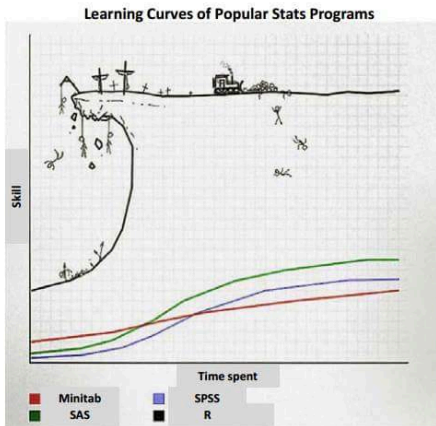 Learning Curves of Popular Stats Programs
Skill
Time spent
Minitab
SPSS
SAS
R